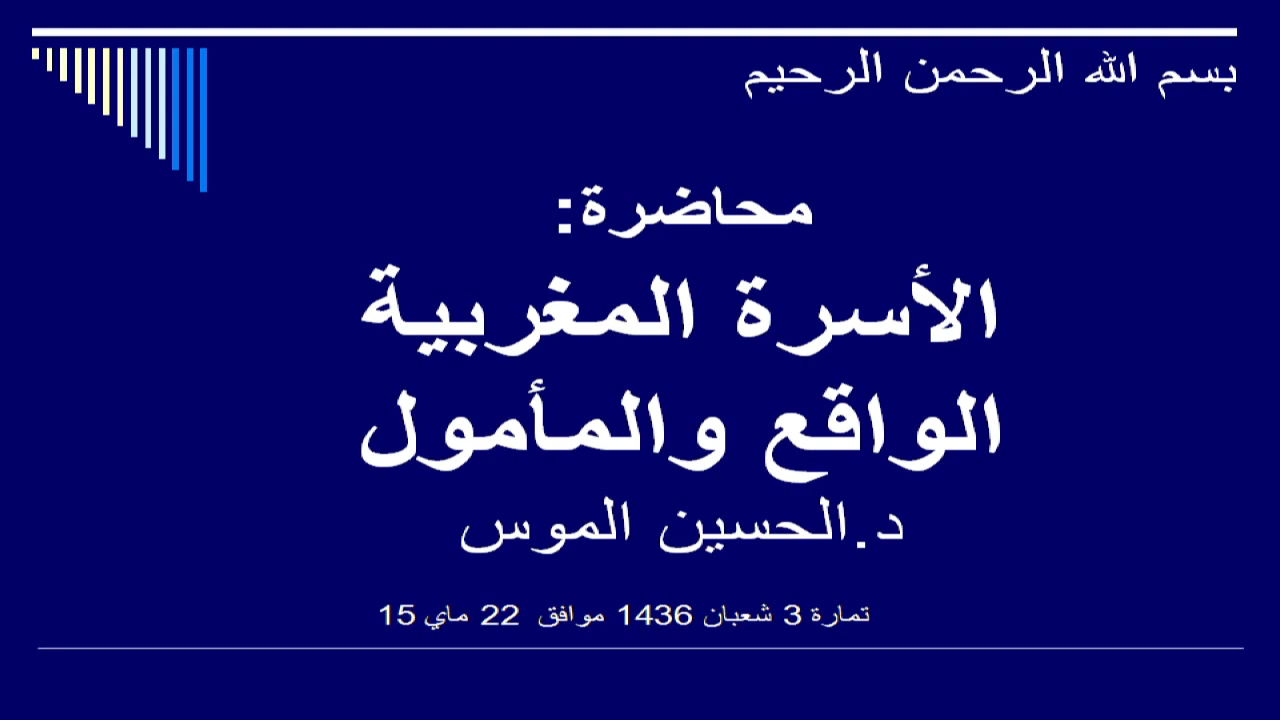 بسم الله الرحمن الرحيم
محاضرة:
الأسرة المغربية
الواقع والمأمول
د.الحسين الموس
تمارة 3 شعبان 1436 موافق 22 ماي 15